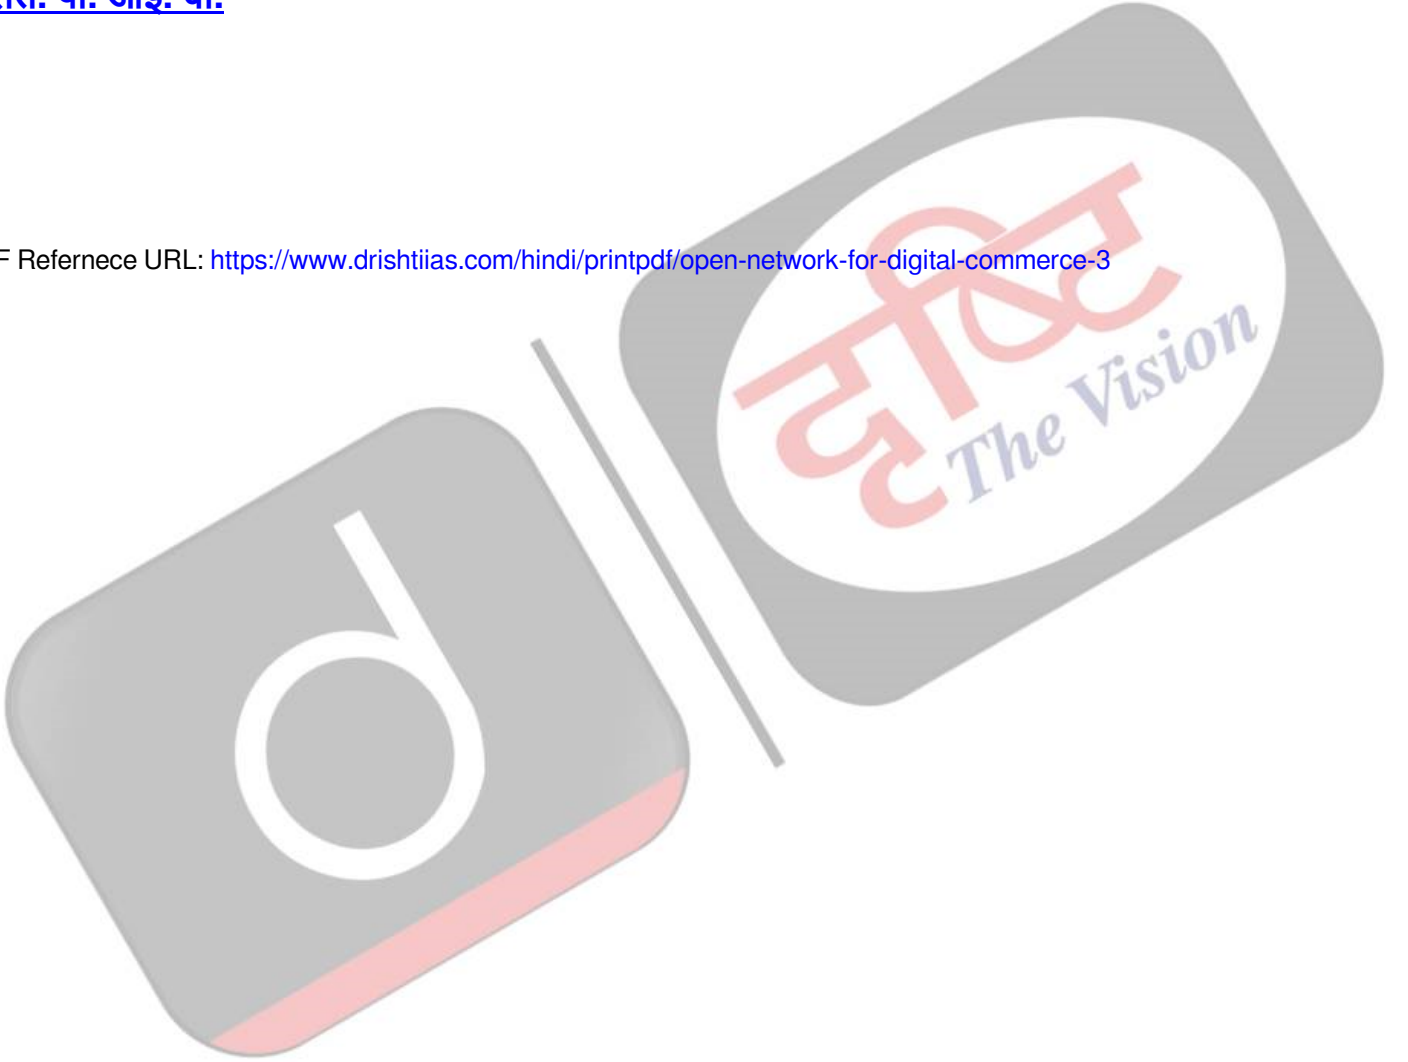 F Refernece URL: https://www.drishtiias.com/hindi/printpdf/open-network-for-digital-commerce-3
दृष्टि
The Vision
d